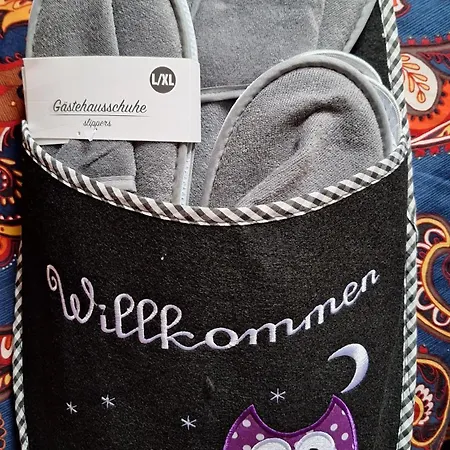 L/XL
Gästehausschuhe
slippers
Willkommen